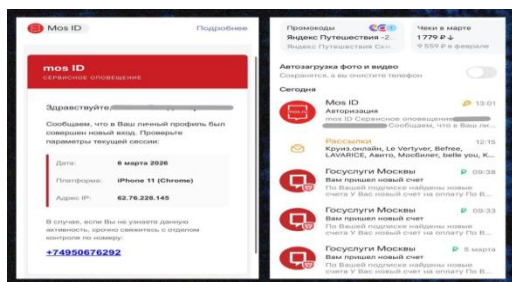 Mos ID
Подробнее
mos ID
СЕРВИСНОЕ ОПОВЕЩЕНИЕ
Здравствуйте,
Сообщаем, что в Ваш личный профиль был
совершен новый вход. Проверьте
параметры текущей сессии:
Дата: 6 марта 2026
Платформа: iPhone 11 (Chrome)
Адрес IP: 62.76.228.145
В случае, если Вы не узнаете данную
активность, срочно свяжитесь с отделом
контроля по номеру:
+74950676292
Промокоды
Яндекс Путешествия -2...
Яндекс Путешествия Ски...
Чеки в марте
1 779 ₽ ↓
9 559 ₽ в феврале
Автозагрузка фото и видео
Сохранятся, а вы очистите телефон
Сегодня
Mos ID 13:01
Авторизация
mos ID Сервисное оповещение
Сообщаем, что в Ваш ли...
Рассылки 12:15
Круиз.онлайн, Le Vertyver, Befree,
LAVARICE, Авито, Мосбилет, belle you, K...
Госуслуги Москвы 09:38
Вам пришел новый счет
По Вашей подписке найдены новые
счета У Вас новый счет на оплату По В...
Госуслуги Москвы 09:33
Вам пришел новый счет
По Вашей подписке найдены новые
счета У Вас новый счет на оплату По В...
Госуслуги Москвы 5 марта
Вам пришел новый счет
По Вашей подписке найдены новые
счета У Вас новый счет на оплату По В...